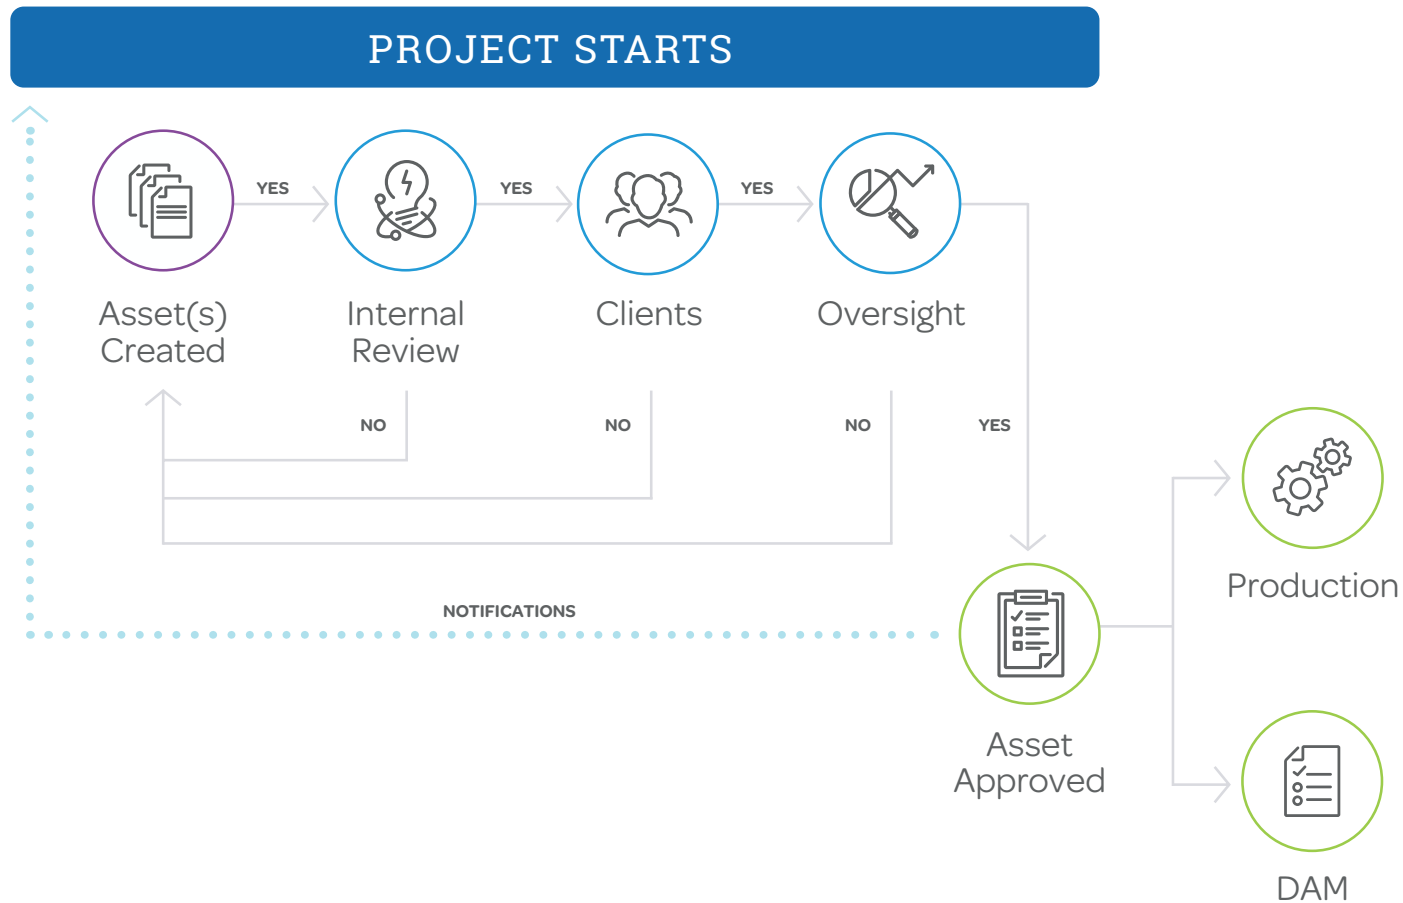 PROJECT STARTS
YES
YES
YES
Asset(s)
Created
Internal
Review
Clients
Oversight
NO
NO
NO
YES
Production
NOTIFICATIONS
Asset
Approved
DAM